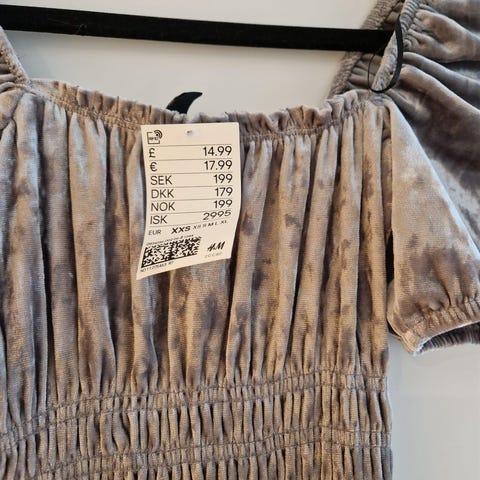 £ 14.99
€ 17.99
SEK 199
DKK 179
NOK 199
ISK 2995
EUR XXS XS S M L XL
H&M